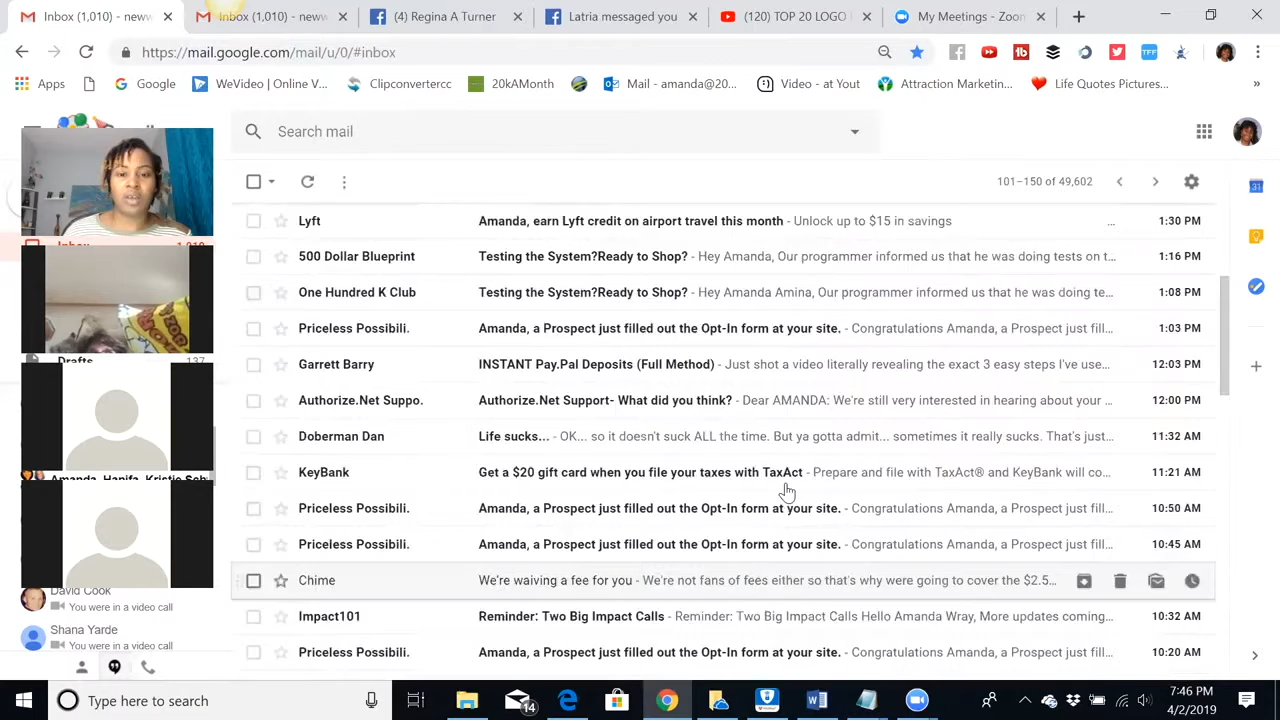 Inbox (1,010) - neww
Inbox (1,010) - neww
(4) Regina A Turner
Latria messaged you
(120) TOP 20 LOGO
My Meetings - Zoom
https://mail.google.com/mail/u/0/#inbox
Apps
Google
WeVideo | Online V...
Clipconvertercc
20kAMonth
Mail - amanda@20...
Video - at Yout
Attraction Marketin...
Life Quotes Pictures...
»
Search mail
101–150 of 49,602
Lyft Amanda, earn Lyft credit on airport travel this month - Unlock up to $15 in savings ... 1:30 PM
500 Dollar Blueprint Testing the System?Ready to Shop? - Hey Amanda, Our programmer informed us that he was doing tests on t... 1:16 PM
One Hundred K Club Testing the System?Ready to Shop? - Hey Amanda Amina, Our programmer informed us that he was doing te... 1:08 PM
Priceless Possibili. Amanda, a Prospect just filled out the Opt-In form at your site. - Congratulations Amanda, a Prospect just fill... 1:03 PM
Garrett Barry INSTANT Pay.Pal Deposits (Full Method) - Just shot a video literally revealing the exact 3 easy steps I've use... 12:03 PM
Authorize.Net Suppo. Authorize.Net Support- What did you think? - Dear AMANDA: We're still very interested in hearing about your ... 12:00 PM
Doberman Dan Life sucks... - OK... so it doesn't suck ALL the time. But ya gotta admit... sometimes it really sucks. That's just... 11:32 AM
KeyBank Get a $20 gift card when you file your taxes with TaxAct - Prepare and file with TaxAct® and KeyBank will co... 11:21 AM
Priceless Possibili. Amanda, a Prospect just filled out the Opt-In form at your site. - Congratulations Amanda, a Prospect just fill... 10:50 AM
Priceless Possibili. Amanda, a Prospect just filled out the Opt-In form at your site. - Congratulations Amanda, a Prospect just fill... 10:45 AM
Chime We're waiving a fee for you - We're not fans of fees either so that's why were going to cover the $2.5...
Impact101 Reminder: Two Big Impact Calls - Reminder: Two Big Impact Calls Hello Amanda Wray, More updates coming... 10:32 AM
Priceless Possibili. Amanda, a Prospect just filled out the Opt-In form at your site. - Congratulations Amanda, a Prospect just fill... 10:20 AM
Inbox 1,010
Drafts 137
Amanda, Hanifa, Kristie Sch
David Cook
You were in a video call
Shana Yarde
You were in a video call
31
TFF
Type here to search
14
7:46 PM
4/2/2019